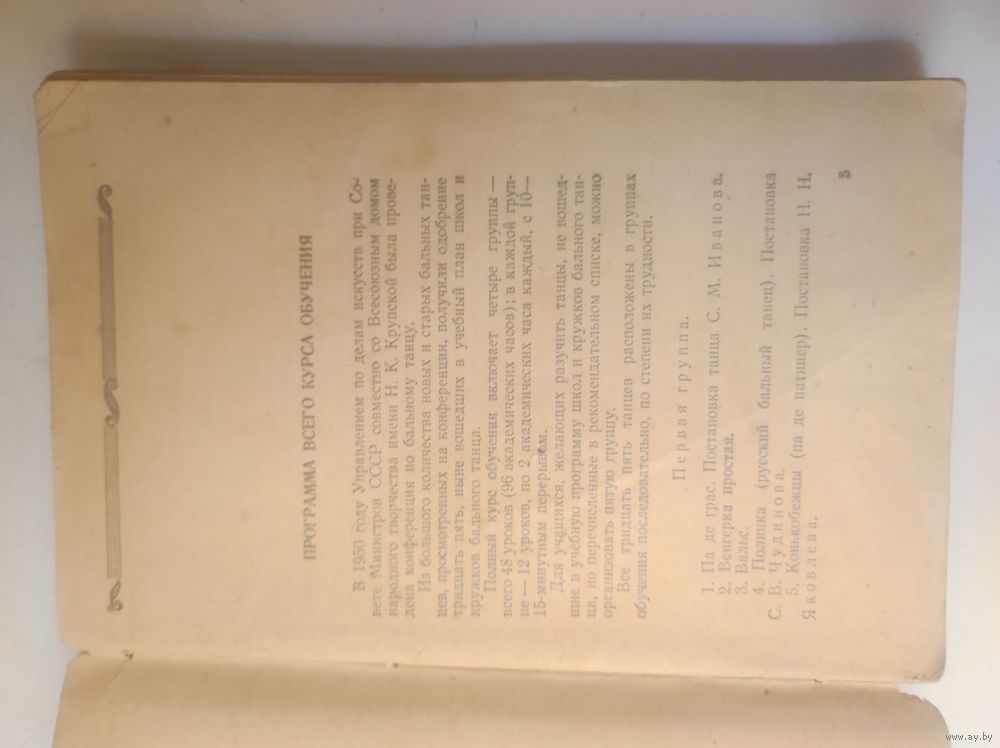 ПРОГРАММА ВСЕГО КУРСА ОБУЧЕНИЯ
В 1950 году Управлением по делам искусств при Со-
вете Министров СССР совместно со Всесоюзным домом
народного творчества имени Н. К. Крупской была прове-
дена конференция по бальному танцу.
Из большого количества новых и старых бальных тан-
цев, просмотренных на конференции, получили одобрение
тридцать пять, ныне вошедших в учебный план школ и
кружков бального танца.
Полный курс обучения включает четыре группы —
всего 48 уроков (96 академических часов); в каждой груп-
пе — 12 уроков, по 2 академических часа каждый, с 10—
15-минутным перерывом.
Для учащихся, желающих разучить танцы, не вошед-
шие в учебную программу школ и кружков бального тан-
ца, но перечисленные в рекомендательном списке, можно
организовать пятую группу.
Все тридцать пять танцев расположены в группах
обучения последовательно, по степени их трудности.
Первая группа.
1. Па де грас. Постановка танца С. М. Иванова.
2. Венгерка простая.
3. Вальс.
4. Полянка (русский бальный танец). Постановка
С. В. Чудинова.
5. Конькобежцы (па де патинер). Постановка Н. Н.
Яковлева.
3
www.ay.by